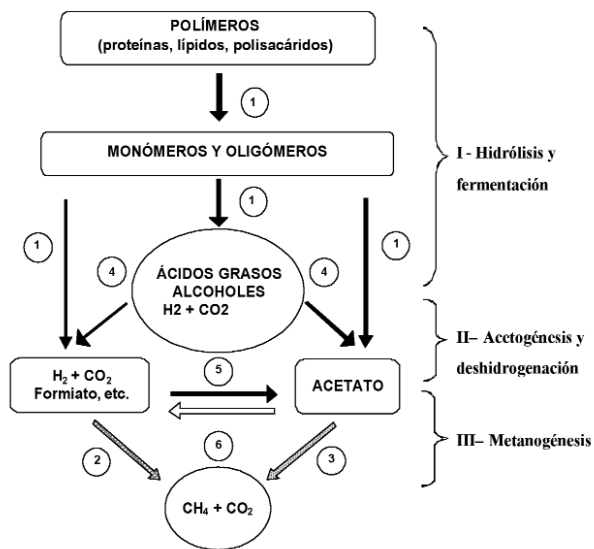 POLÍMEROS
(proteínas, lípidos, polisacáridos)
1
MONÓMEROS Y OLIGÓMEROS
I - Hidrólisis y
fermentación
1
1
1
4
4
ÁCIDOS GRASOS
ALCOHOLES
H2 + CO2
II– Acetogénesis y
deshidrogenación
H₂ + CO₂
Formiato, etc.
5
ACETATO
III– Metanogénesis
2
6
3
CH₄ + CO₂